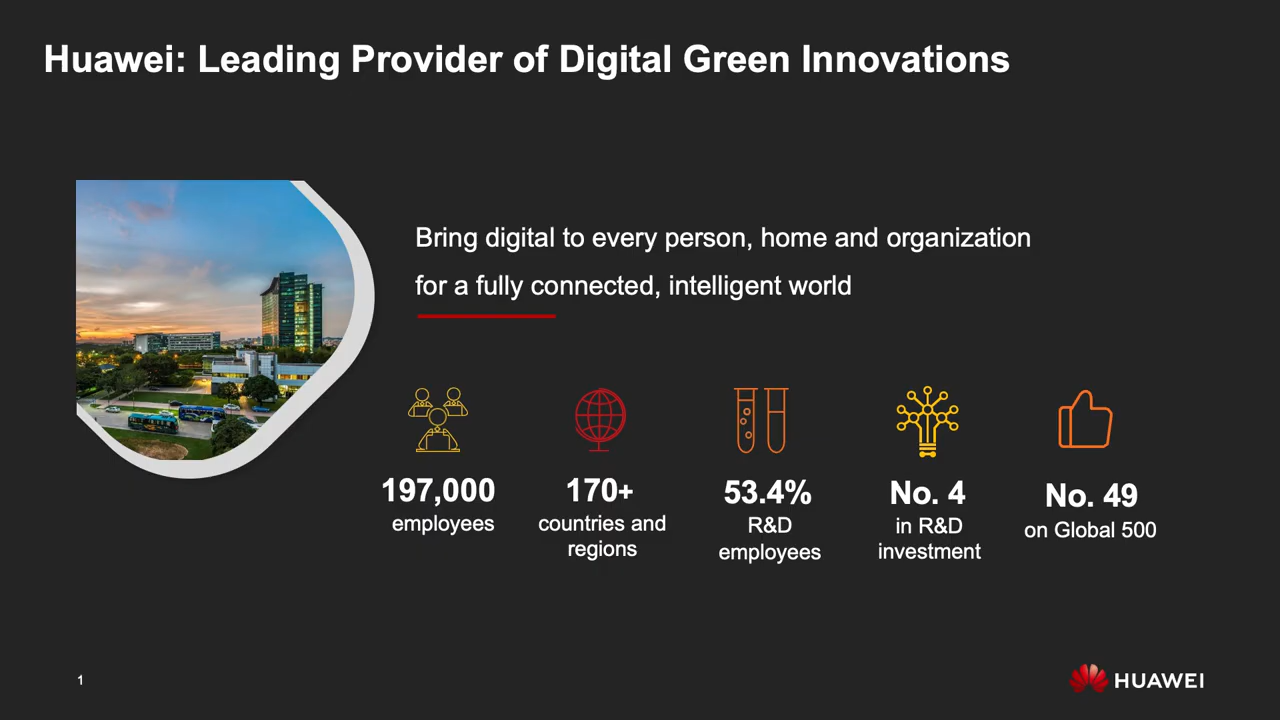 Huawei: Leading Provider of Digital Green Innovations
Bring digital to every person, home and organization
for a fully connected, intelligent world
197,000
employees
170+
countries and
regions
53.4%
R&D
employees
No. 4
in R&D
investment
No. 49
on Global 500
1
HUAWEI